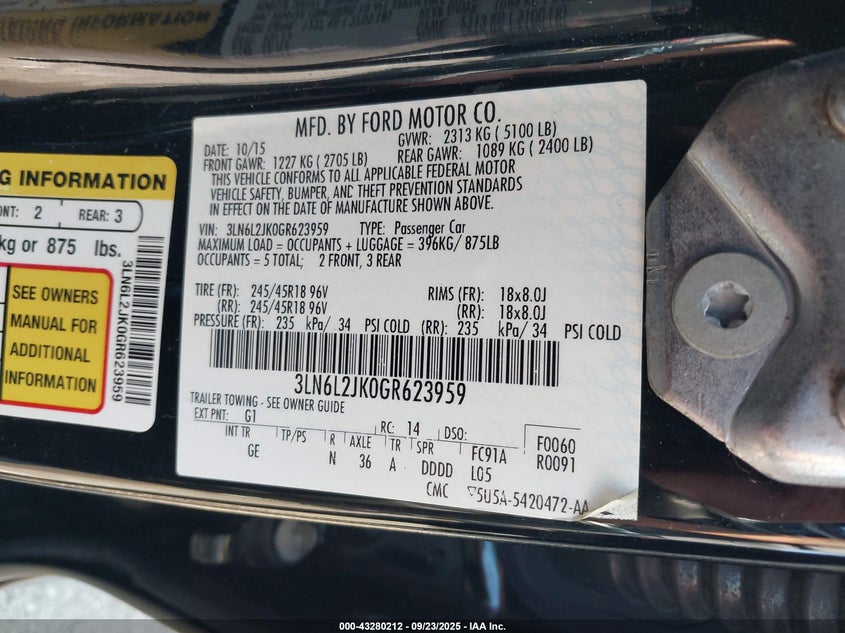 MFD. BY FORD MOTOR CO.
DATE: 10/15 GVWR: 2313 KG ( 5100 LB)
FRONT GAWR: 1227 KG ( 2705 LB) REAR GAWR: 1089 KG ( 2400 LB)
THIS VEHICLE CONFORMS TO ALL APPLICABLE FEDERAL MOTOR
VEHICLE SAFETY, BUMPER, AND THEFT PREVENTION STANDARDS
IN EFFECT ON THE DATE OF MANUFACTURE SHOWN ABOVE.
VIN: 3LN6L2JK0GR623959 TYPE: Passenger Car
MAXIMUM LOAD = OCCUPANTS + LUGGAGE = 396KG/ 875LB
OCCUPANTS = 5 TOTAL; 2 FRONT, 3 REAR
TIRE (FR): 245/45R18 96V RIMS (FR): 18x8.0J
(RR): 245/45R18 96V (RR): 18x8.0J
PRESSURE (FR): 235 kPa/ 34 PSI COLD (RR): 235 kPa/ 34 PSI COLD
3LN6L2JK0GR623959
TRAILER TOWING - SEE OWNER GUIDE
EXT PNT: G1 RC: 14 DSO:
INT TR TP/PS R AXLE TR SPR FC91A F0060
GE N 36 A DDDD LG5 R0091
CMC ▽5U5A-5420472-AA
G INFORMATION
NT: 2 REAR: 3
kg or 875 lbs.
SEE OWNERS
MANUAL FOR
ADDITIONAL
INFORMATION
3LN6L2JK0GR623959
000-43280212 - 09/23/2025 - IAA Inc.